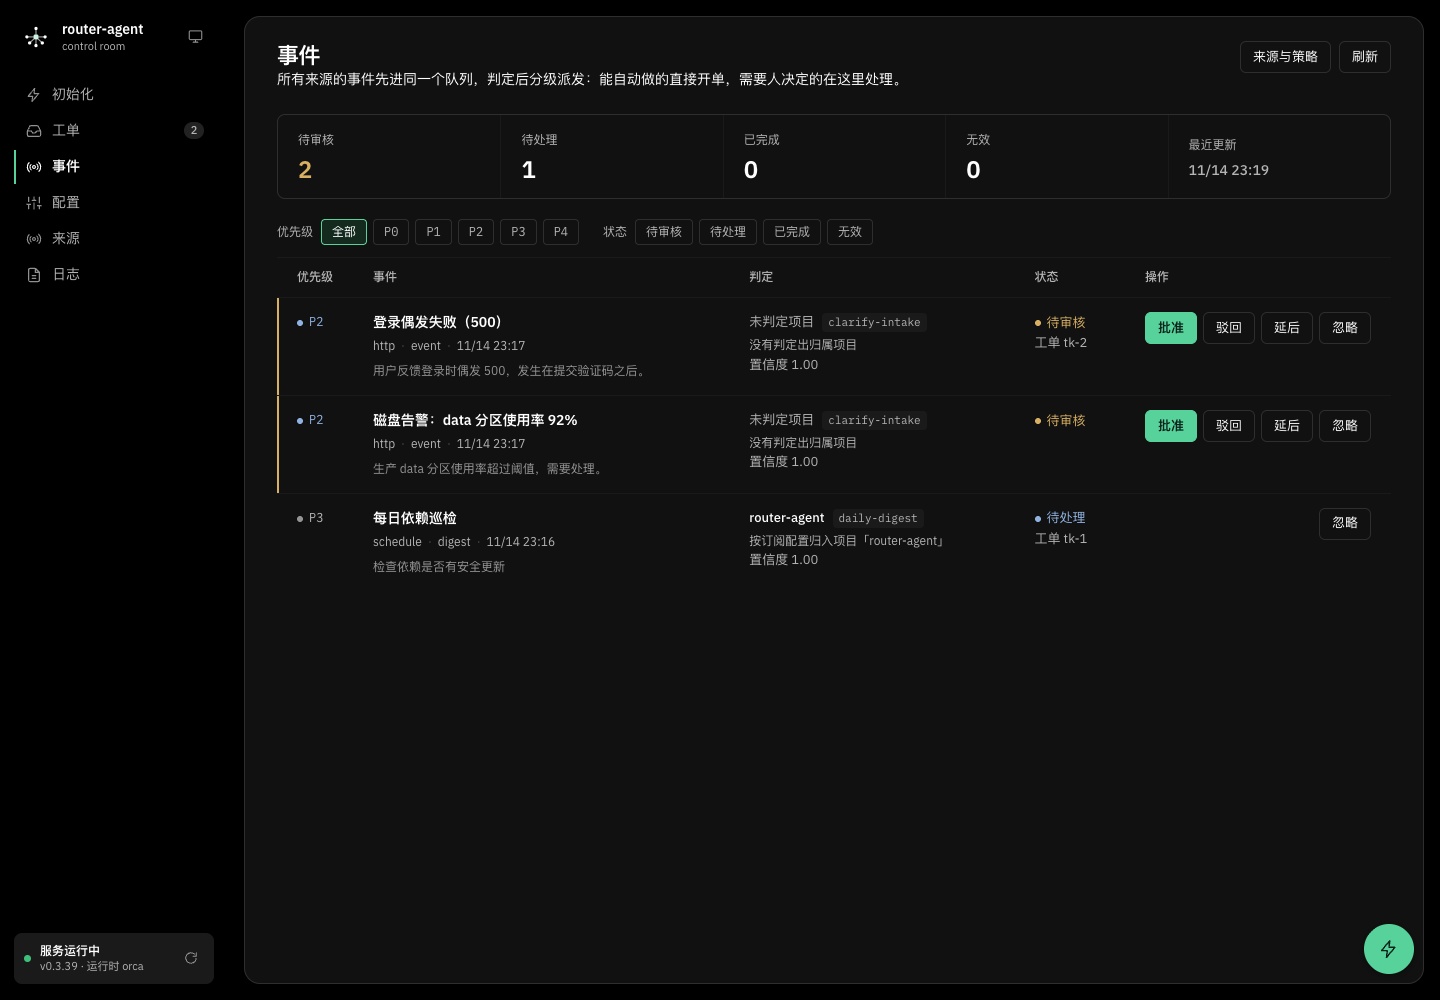 router-agent
control room
初始化
工单 2
事件
配置
来源
日志
服务运行中
v0.3.39 · 运行时 orca
事件
所有来源的事件先进同一个队列，判定后分级派发：能自动做的直接开单，需要人决定的在这里处理。
来源与策略 刷新
待审核 待处理 已完成 无效 最近更新
2 1 0 0 11/14 23:19
优先级 全部 P0 P1 P2 P3 P4 状态 待审核 待处理 已完成 无效
优先级 事件 判定 状态 操作
P2 登录偶发失败（500） 未判定项目 clarify-intake 待审核 批准 驳回 延后 忽略
http · event · 11/14 23:17 没有判定出归属项目 工单 tk-2
用户反馈登录时偶发 500，发生在提交验证码之后。 置信度 1.00
P2 磁盘告警：data 分区使用率 92% 未判定项目 clarify-intake 待审核 批准 驳回 延后 忽略
http · event · 11/14 23:17 没有判定出归属项目
生产 data 分区使用率超过阈值，需要处理。 置信度 1.00
P3 每日依赖巡检 router-agent daily-digest 待处理 忽略
schedule · digest · 11/14 23:16 按订阅配置归入项目「router-agent」 工单 tk-1
检查依赖是否有安全更新 置信度 1.00